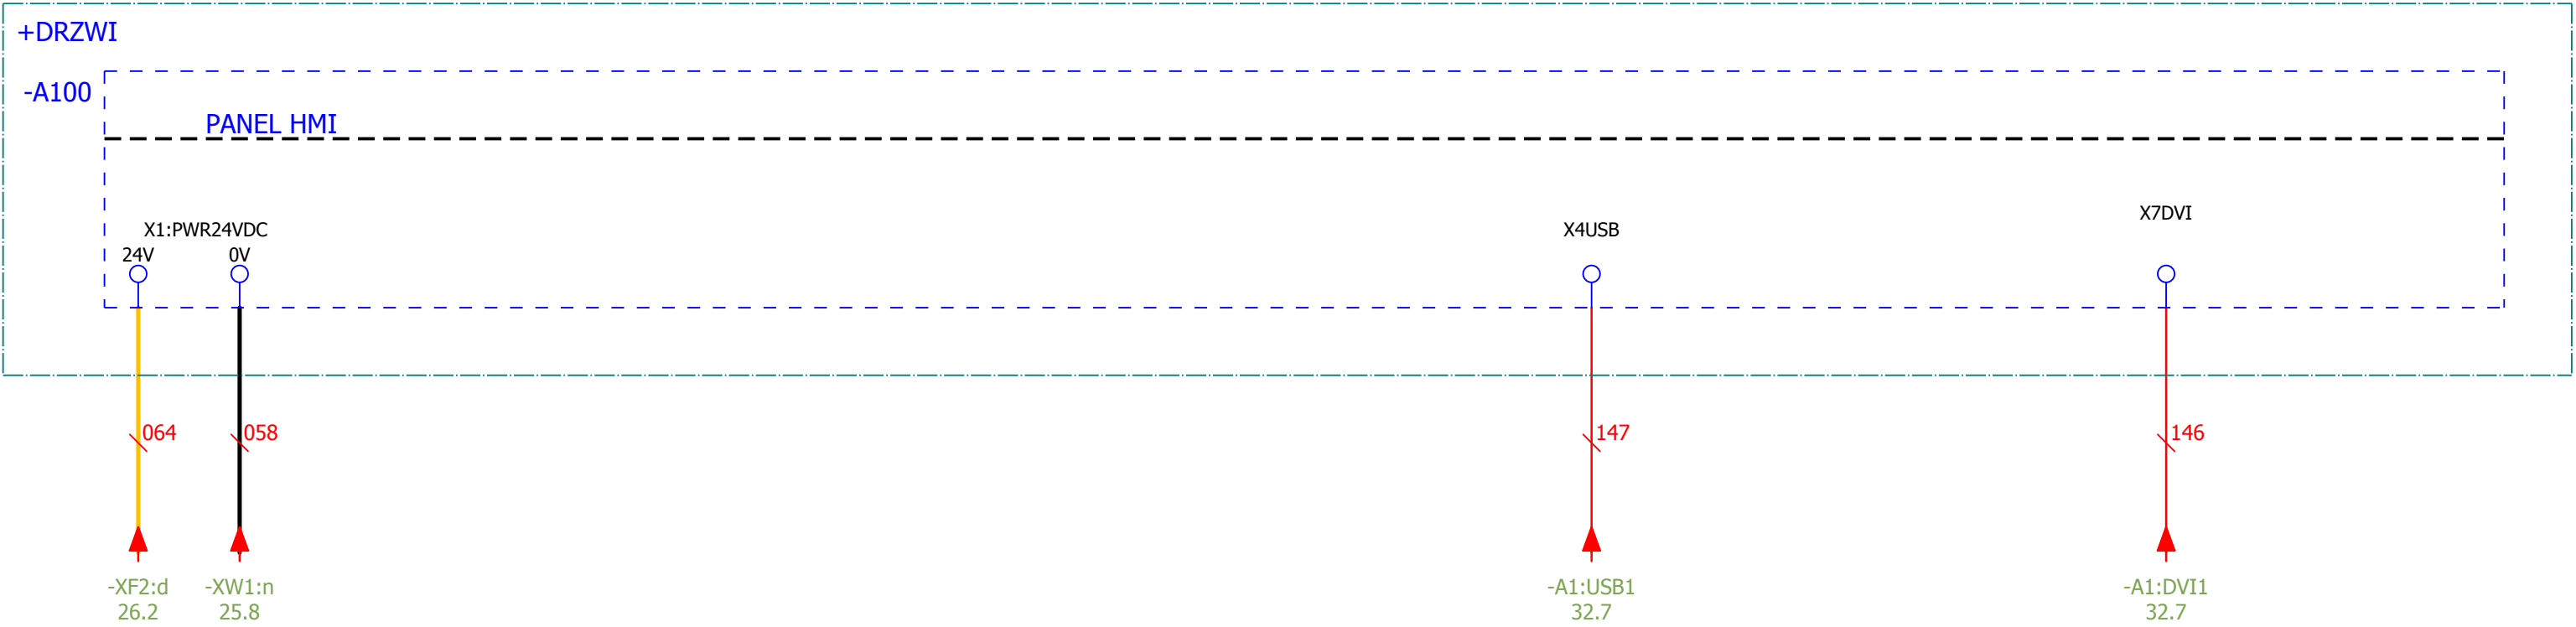 +DRZWI
-A100
PANEL HMI
X1:PWR24VDC
24V
0V
X4USB
X7DVI
064
058
147
146
-XF2:d
26.2
-XW1:n
25.8
-A1:USB1
32.7
-A1:DVI1
32.7